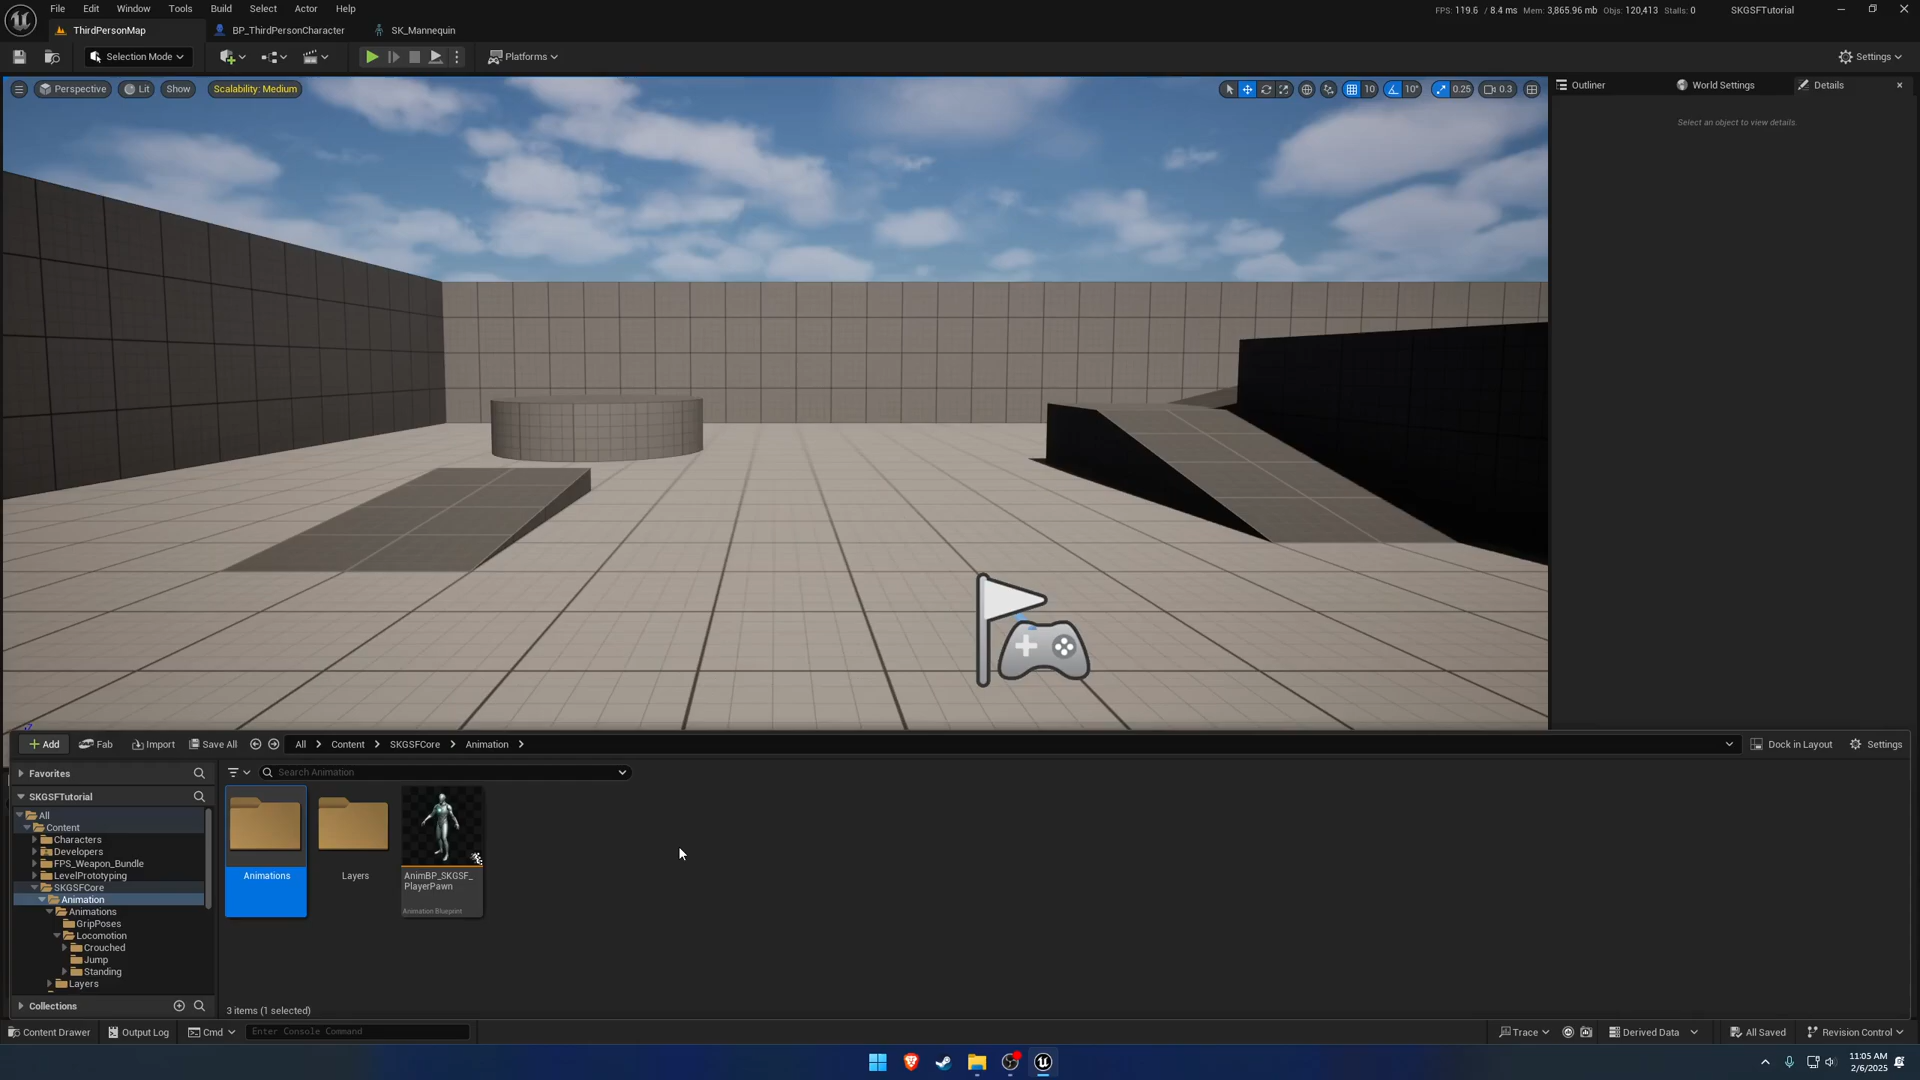 File Edit Window Tools Build Select Actor Help
FPS: 119.6 / 8.4 ms Mem: 3,865.96 mb Objs: 120,413 Stalls: 0 SKGSFTutorial
ThirdPersonMap BP_ThirdPersonCharacter SK_Mannequin
Selection Mode Platforms Settings
Perspective Lit Show Scalability: Medium 10 10° 0.25 0.3
Outliner World Settings Details
Select an object to view details.
Add Fab Import Save All All Content SKGSFCore Animation Dock in Layout Settings
Favorites Search Animation
SKGSFTutorial
All
Content
Characters
Developers
FPS_Weapon_Bundle
LevelPrototyping
SKGSFCore
Animation
Animations
GripPoses
Locomotion
Crouched
Jump
Standing
Layers
Collections
Animations
Layers
AnimBP_SKGSF_
PlayerPawn
Animation Blueprint
3 items (1 selected)
Content Drawer Output Log Cmd Enter Console Command Trace Derived Data All Saved Revision Control
11:05 AM
2/6/2025